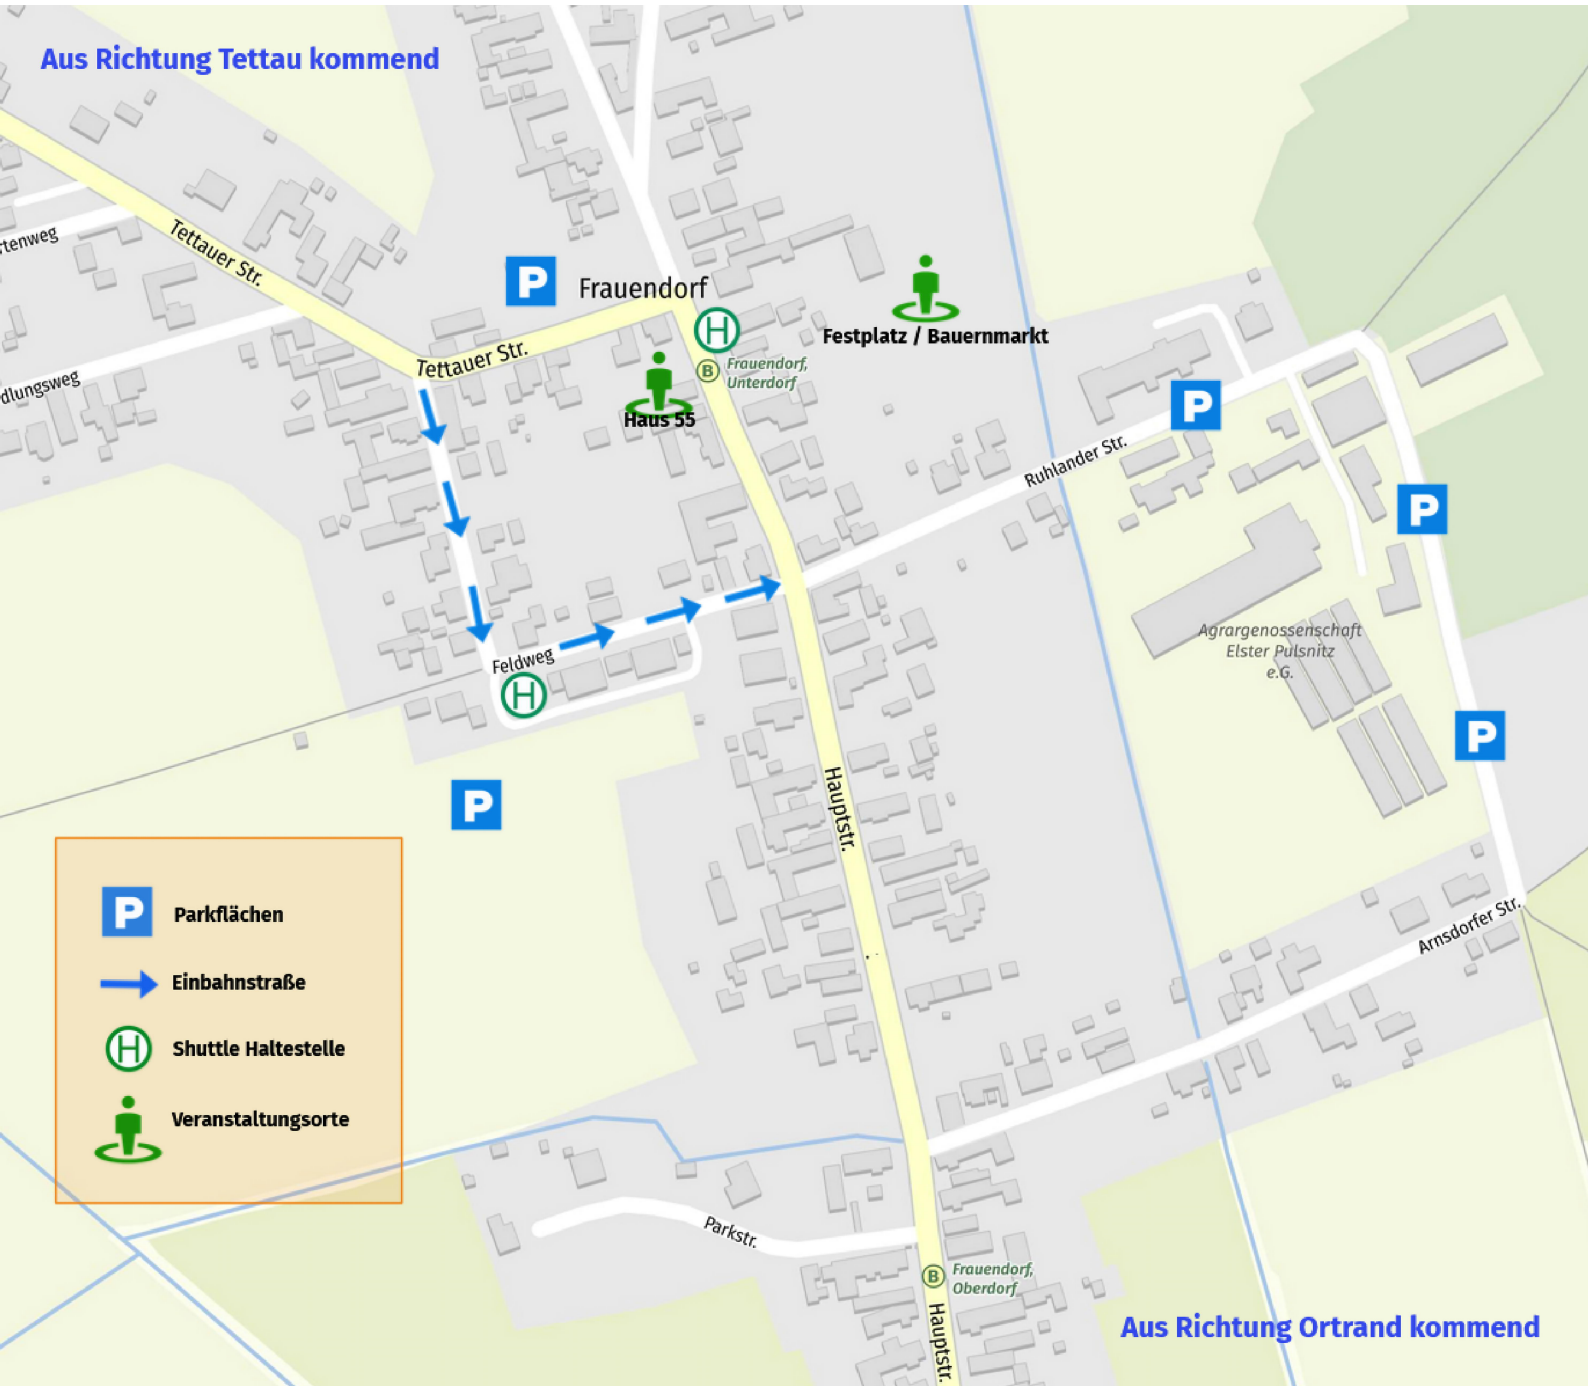 Aus Richtung Tettau kommend
Tettauer Str.
rtenweg
P
Frauendorf
H
Festplatz / Bauernmarkt
Tettauer Str.
B
Frauendorf,
Unterdorf
dlungsweg
Haus 55
P
Ruhlander Str.
P
Agrargenossenschaft
Elster Pulsnitz
e.G.
Feldweg
H
P
P
Hauptstr.
P
Parkflächen
Einbahnstraße
H
Shuttle Haltestelle
Veranstaltungsorte
Arnsdorfer Str.
Parkstr.
B
Frauendorf,
Oberdorf
Hauptstr.
Aus Richtung Ortrand kommend